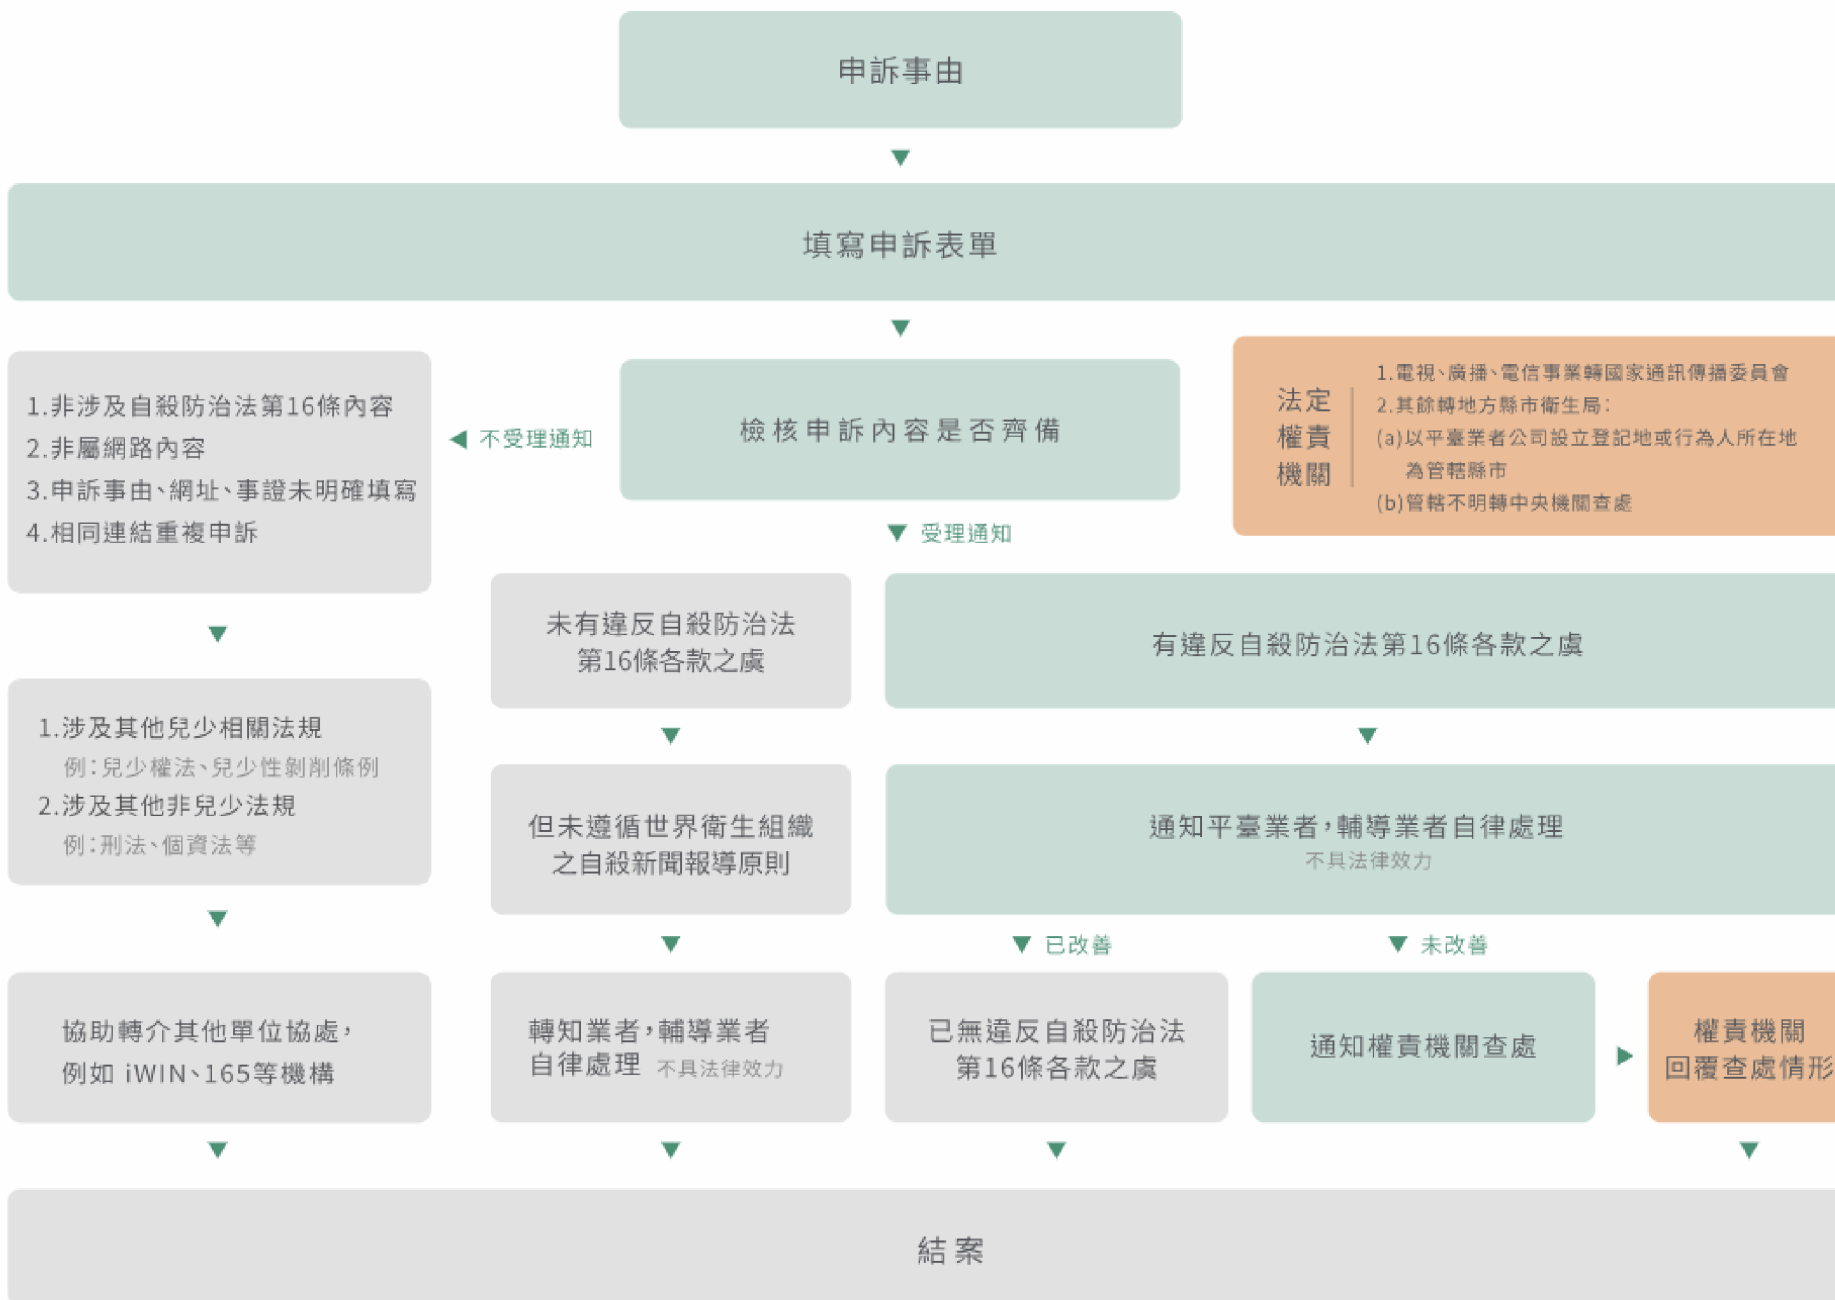 申訴事由
填寫申訴表單
1.非涉及自殺防治法第16條內容
2.非屬網路內容
3.申訴事由、網址、事證未明確填寫
4.相同連結重複申訴
不受理通知
檢核申訴內容是否齊備
法定
權責
機關
1.電視、廣播、電信事業轉國家通訊傳播委員會
2.其餘轉地方縣市衛生局:
(a)以平臺業者公司設立登記地或行為人所在地
為管轄縣市
(b)管轄不明轉中央機關查處
受理通知
未有違反自殺防治法
第16條各款之虞
有違反自殺防治法第16條各款之虞
1.涉及其他兒少相關法規
例:兒少權法、兒少性剝削條例
2.涉及其他非兒少法規
例:刑法、個資法等
但未遵循世界衛生組織
之自殺新聞報導原則
通知平臺業者,輔導業者自律處理
不具法律效力
已改善
未改善
協助轉介其他單位協處,
例如 iWIN、165等機構
轉知業者,輔導業者
自律處理 不具法律效力
已無違反自殺防治法
第16條各款之虞
通知權責機關查處
權責機關
回覆查處情形
結案